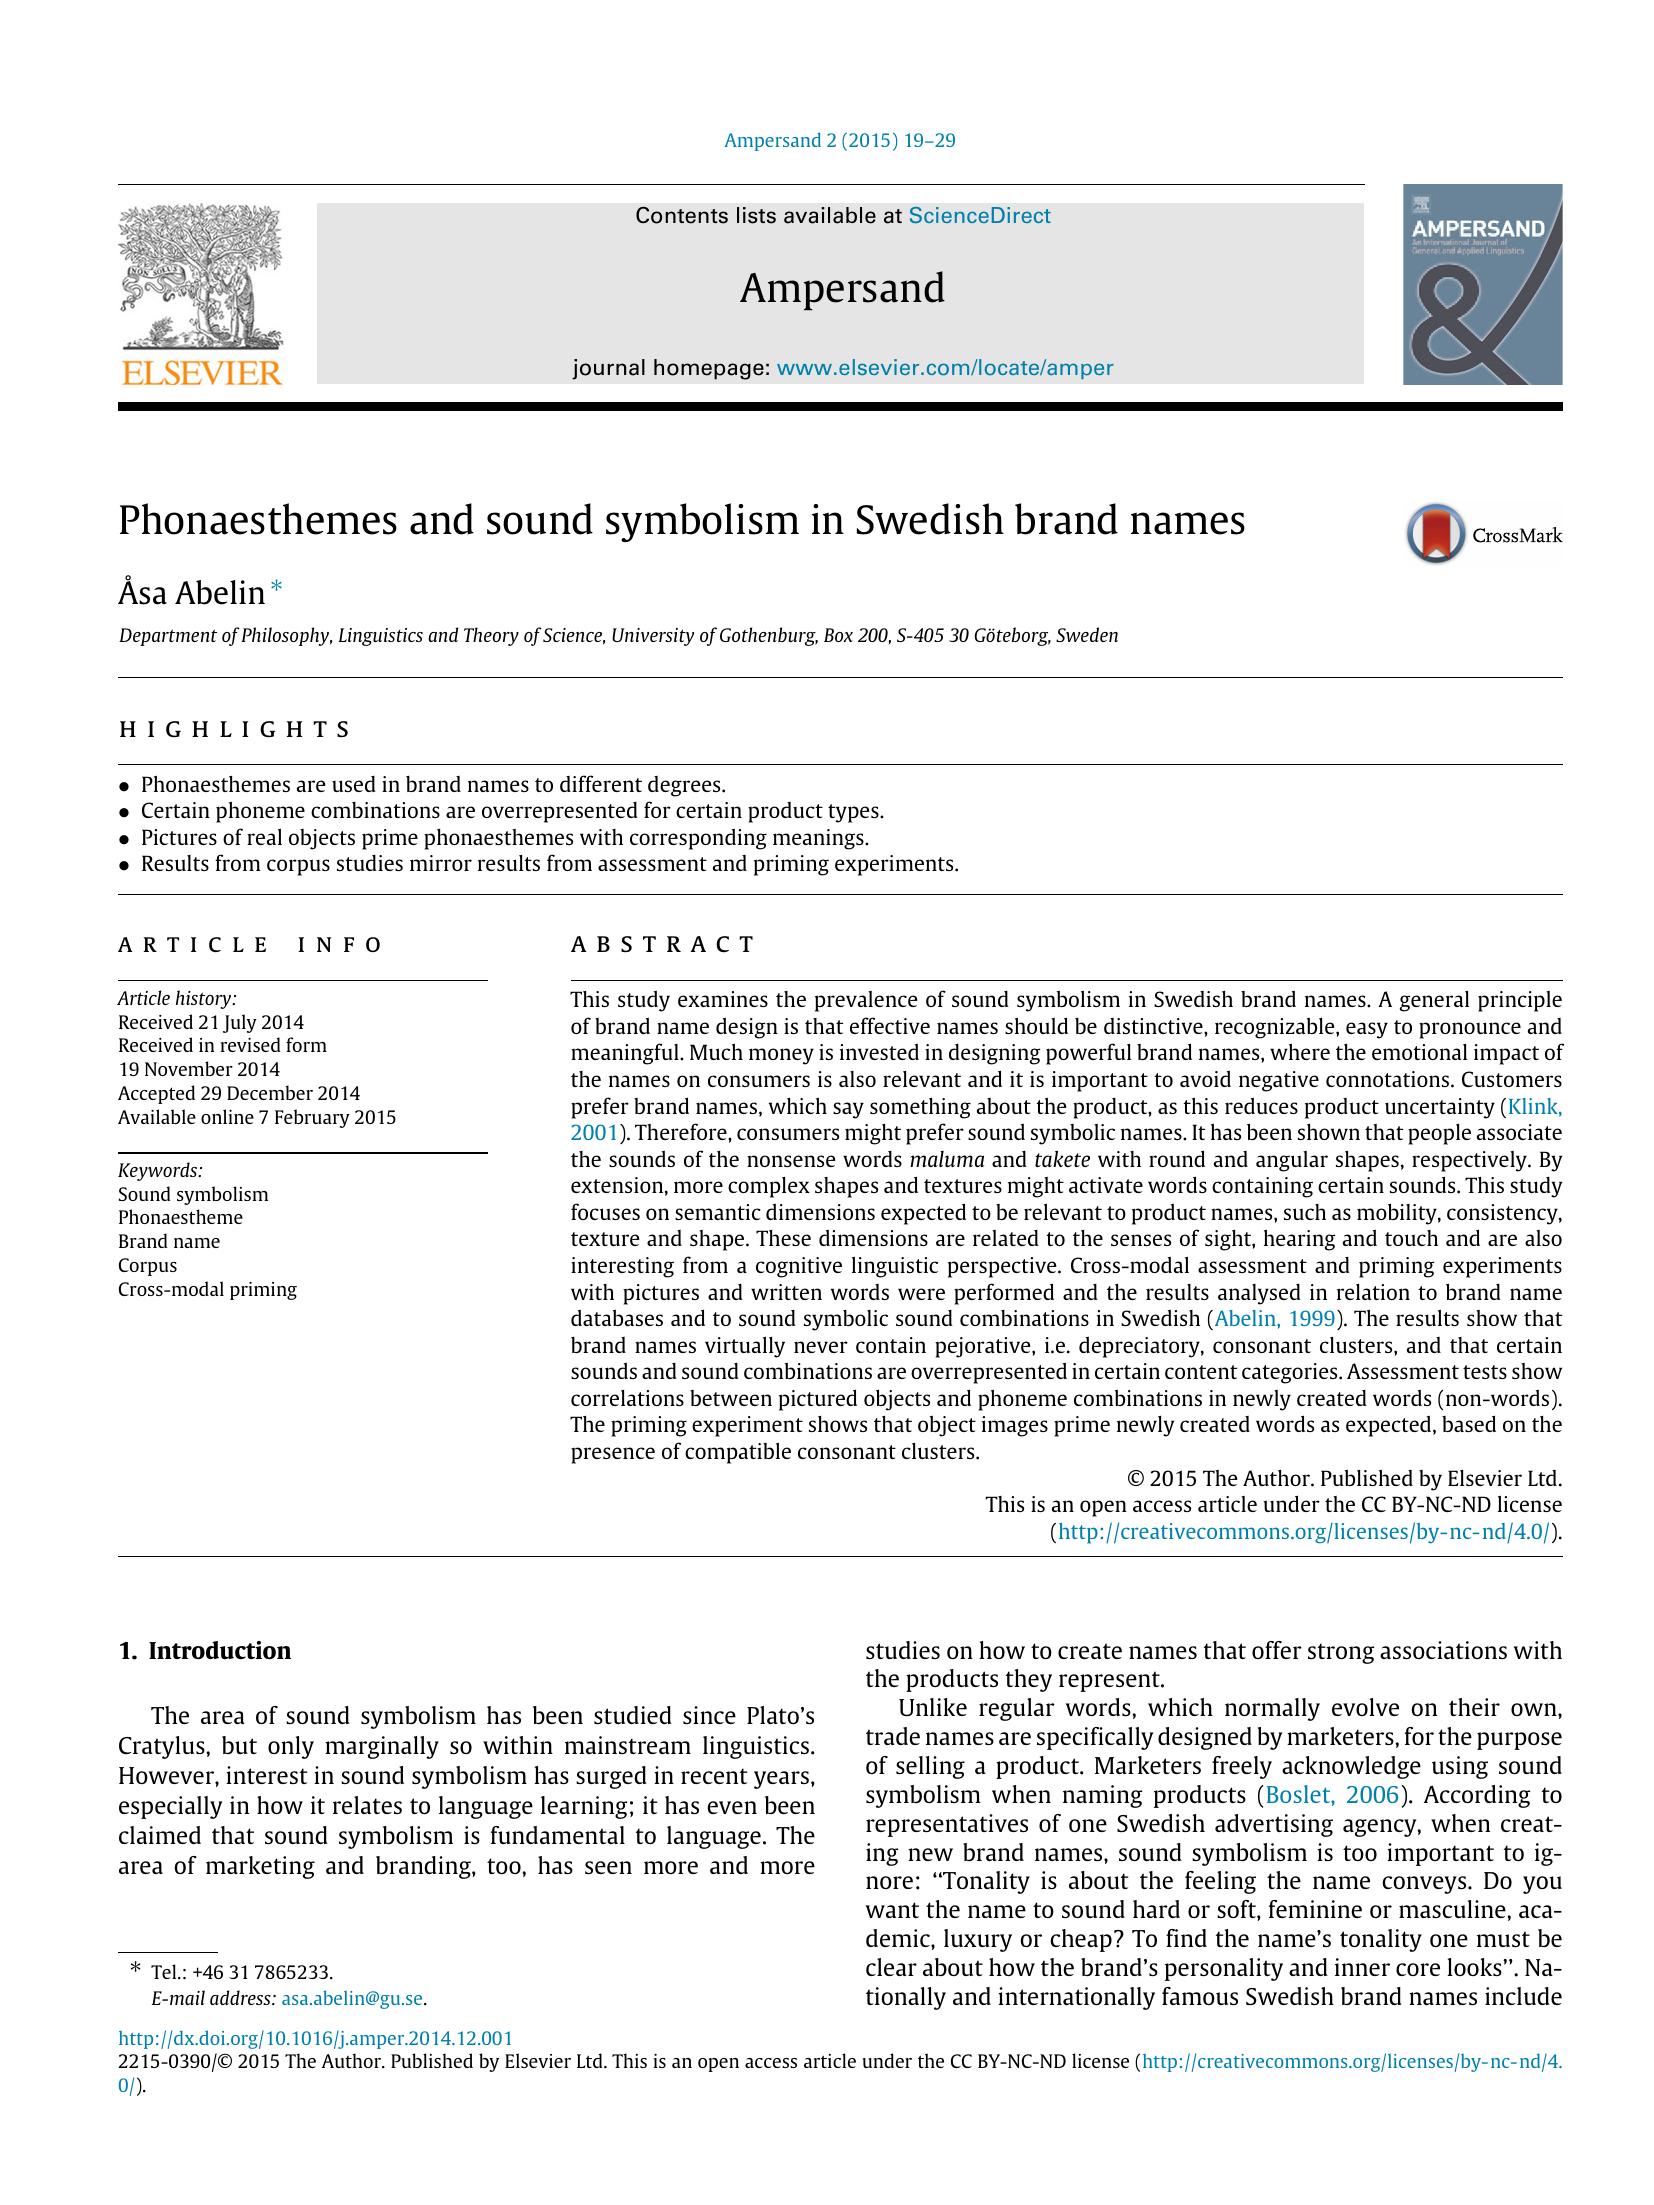 Ampersand 2 (2015) 19–29
Contents lists available at ScienceDirect
Ampersand
journal homepage: www.elsevier.com/locate/amper
NON SOLUS
ELSEVIER
AMPERSAND
An International Journal of
General and Applied Linguistics
&
Phonaesthemes and sound symbolism in Swedish brand names
CrossMark
Åsa Abelin *
Department of Philosophy, Linguistics and Theory of Science, University of Gothenburg, Box 200, S-405 30 Göteborg, Sweden
HIGHLIGHTS
• Phonaesthemes are used in brand names to different degrees.
• Certain phoneme combinations are overrepresented for certain product types.
• Pictures of real objects prime phonaesthemes with corresponding meanings.
• Results from corpus studies mirror results from assessment and priming experiments.
ARTICLE INFO
Article history:
Received 21 July 2014
Received in revised form
19 November 2014
Accepted 29 December 2014
Available online 7 February 2015
Keywords:
Sound symbolism
Phonaestheme
Brand name
Corpus
Cross-modal priming
ABSTRACT
This study examines the prevalence of sound symbolism in Swedish brand names. A general principle
of brand name design is that effective names should be distinctive, recognizable, easy to pronounce and
meaningful. Much money is invested in designing powerful brand names, where the emotional impact of
the names on consumers is also relevant and it is important to avoid negative connotations. Customers
prefer brand names, which say something about the product, as this reduces product uncertainty (Klink,
2001). Therefore, consumers might prefer sound symbolic names. It has been shown that people associate
the sounds of the nonsense words maluma and takete with round and angular shapes, respectively. By
extension, more complex shapes and textures might activate words containing certain sounds. This study
focuses on semantic dimensions expected to be relevant to product names, such as mobility, consistency,
texture and shape. These dimensions are related to the senses of sight, hearing and touch and are also
interesting from a cognitive linguistic perspective. Cross-modal assessment and priming experiments
with pictures and written words were performed and the results analysed in relation to brand name
databases and to sound symbolic sound combinations in Swedish (Abelin, 1999). The results show that
brand names virtually never contain pejorative, i.e. depreciatory, consonant clusters, and that certain
sounds and sound combinations are overrepresented in certain content categories. Assessment tests show
correlations between pictured objects and phoneme combinations in newly created words (non-words).
The priming experiment shows that object images prime newly created words as expected, based on the
presence of compatible consonant clusters.
© 2015 The Author. Published by Elsevier Ltd.
This is an open access article under the CC BY-NC-ND license
(http://creativecommons.org/licenses/by-nc-nd/4.0/).
1. Introduction
The area of sound symbolism has been studied since Plato's
Cratylus, but only marginally so within mainstream linguistics.
However, interest in sound symbolism has surged in recent years,
especially in how it relates to language learning; it has even been
claimed that sound symbolism is fundamental to language. The
area of marketing and branding, too, has seen more and more
studies on how to create names that offer strong associations with
the products they represent.
Unlike regular words, which normally evolve on their own,
trade names are specifically designed by marketers, for the purpose
of selling a product. Marketers freely acknowledge using sound
symbolism when naming products (Boslet, 2006). According to
representatives of one Swedish advertising agency, when creat-
ing new brand names, sound symbolism is too important to ig-
nore: ‘‘Tonality is about the feeling the name conveys. Do you
want the name to sound hard or soft, feminine or masculine, aca-
demic, luxury or cheap? To find the name's tonality one must be
clear about how the brand's personality and inner core looks’’. Na-
tionally and internationally famous Swedish brand names include
* Tel.: +46 31 7865233.
E-mail address: asa.abelin@gu.se.
http://dx.doi.org/10.1016/j.amper.2014.12.001
2215-0390/© 2015 The Author. Published by Elsevier Ltd. This is an open access article under the CC BY-NC-ND license (http://creativecommons.org/licenses/by-nc-nd/4.
0/).